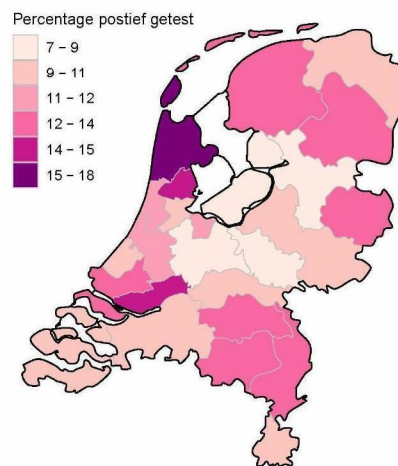 Percentage postief getest
7 – 9
9 – 11
11 – 12
12 – 14
14 – 15
15 – 18